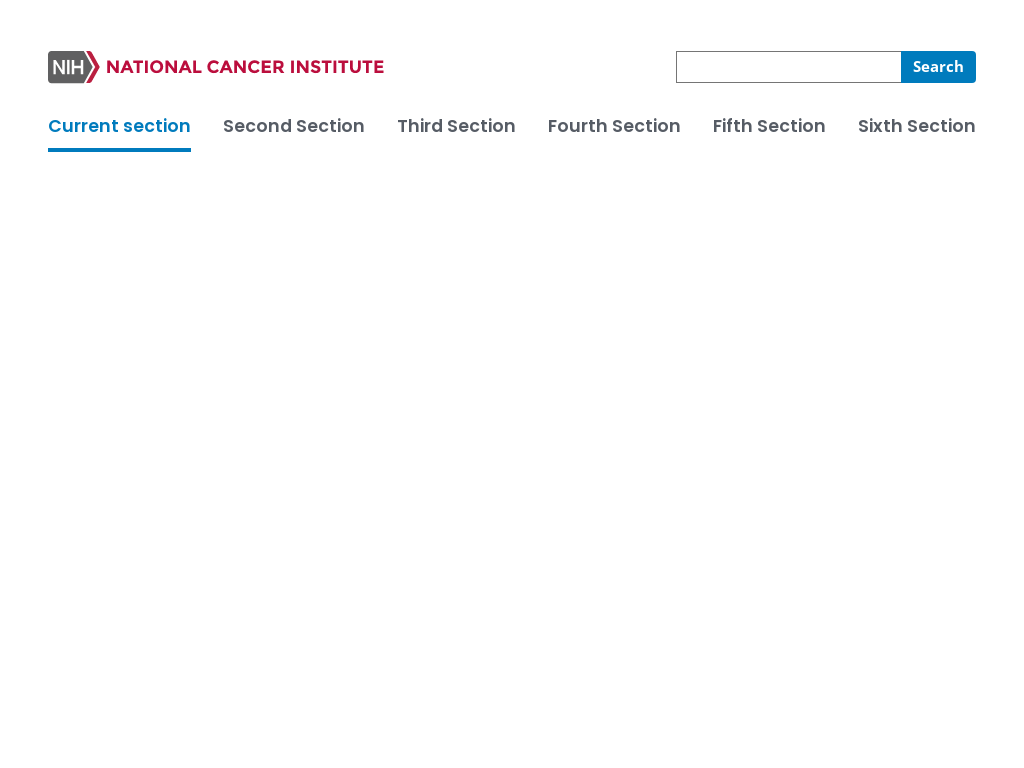 NIH NATIONAL CANCER INSTITUTE
Search
Current section Second Section Third Section Fourth Section Fifth Section Sixth Section